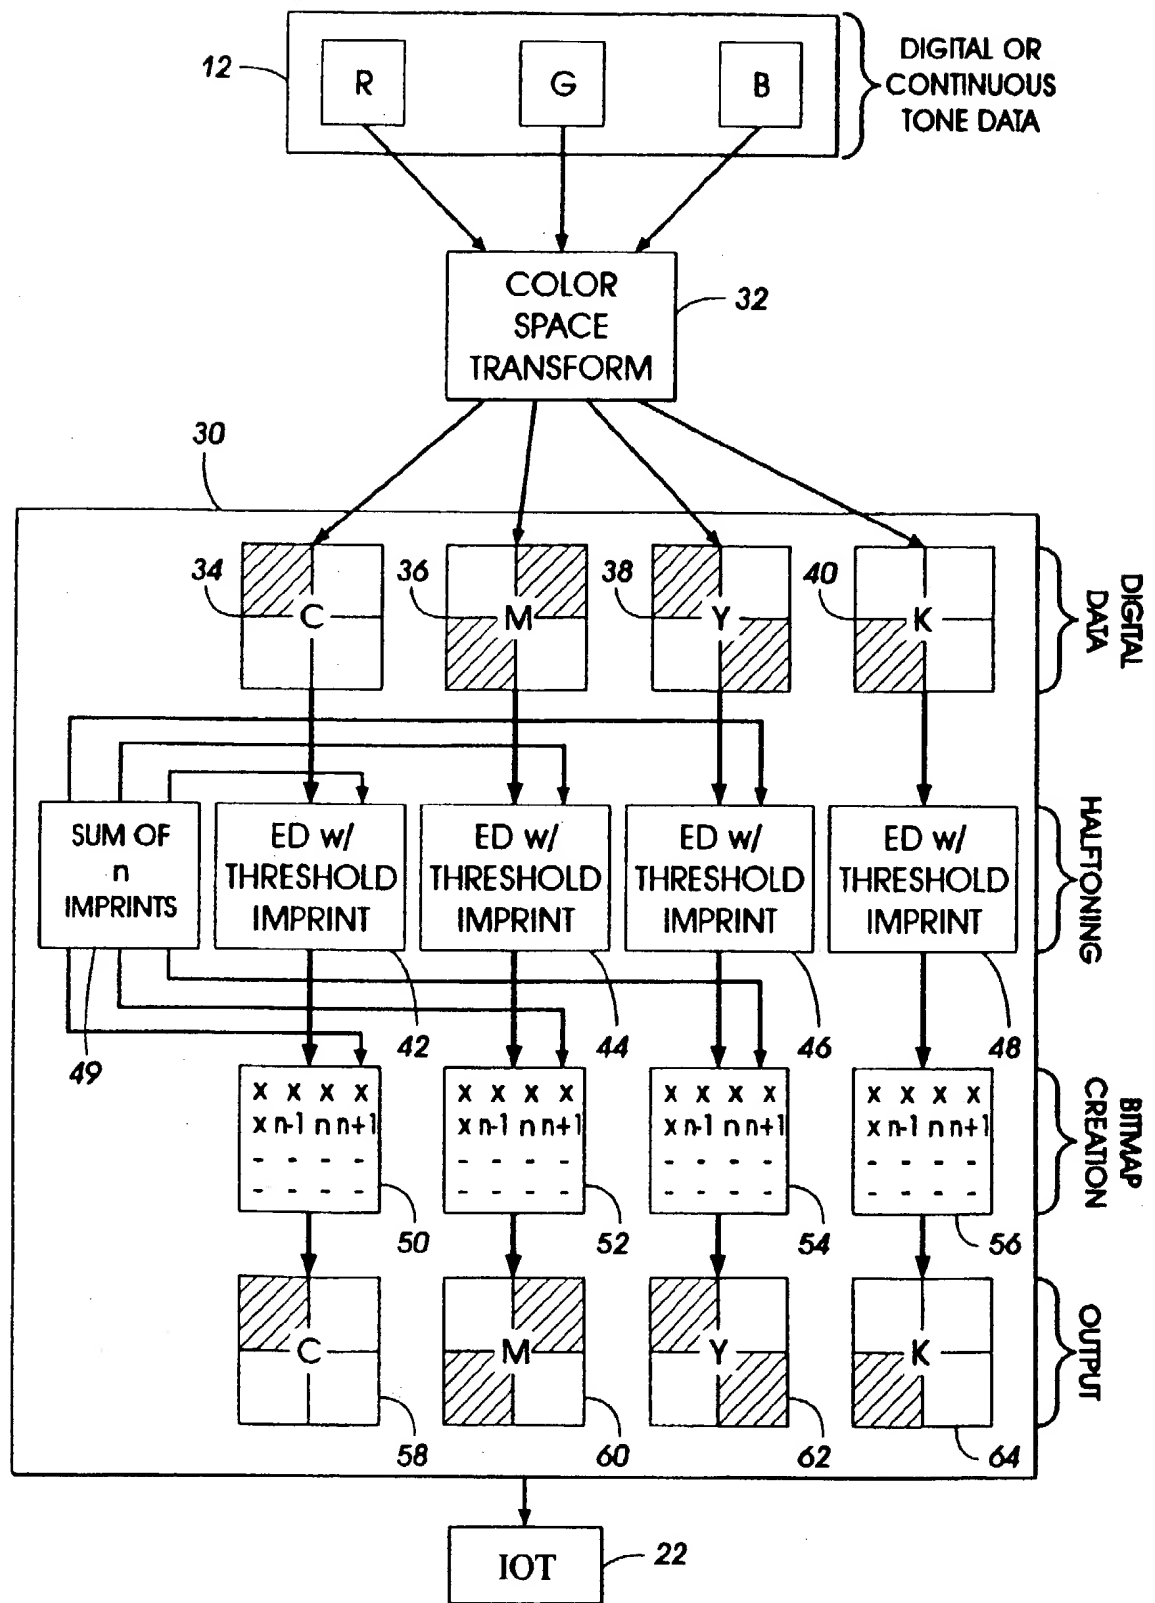 12
R G B
DIGITAL OR
CONTINUOUS
TONE DATA
COLOR
SPACE
TRANSFORM
32
30
34 C
36 M
38 Y
40 K
DIGITAL
DATA
SUM OF
n
IMPRINTS
49
ED w/
THRESHOLD
IMPRINT
42
ED w/
THRESHOLD
IMPRINT
44
ED w/
THRESHOLD
IMPRINT
46
ED w/
THRESHOLD
IMPRINT
48
HALFTONING
x x x x
x n-1 n n+1
- - - -
- - - -
50
x x x x
x n-1 n n+1
- - - -
- - - -
52
x x x x
x n-1 n n+1
- - - -
- - - -
54
x x x x
x n-1 n n+1
- - - -
- - - -
56
BITMAP
CREATION
C
58
M
60
Y
62
K
64
OUTPUT
IOT
22